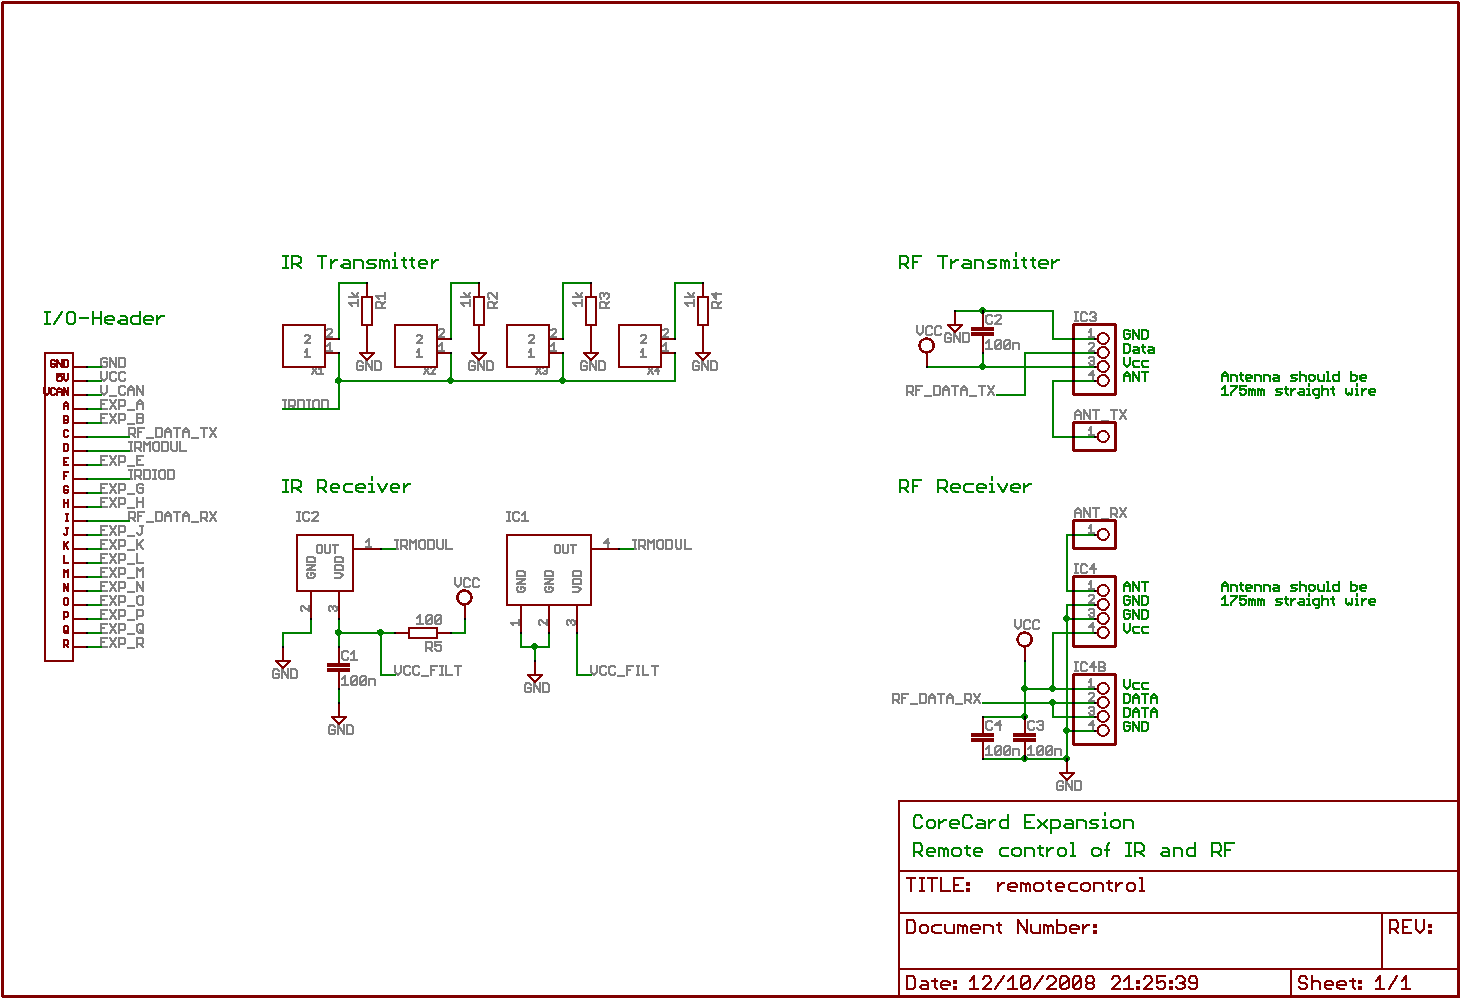 I/O-Header
GND GND
5V VCC
VCAN V_CAN
A EXP_A
B EXP_B
C RF_DATA_TX
D IRMODUL
E EXP_E
F IRDIOD
G EXP_G
H EXP_H
I RF_DATA_RX
J EXP_J
K EXP_K
L EXP_L
M EXP_M
N EXP_N
O EXP_O
P EXP_P
Q EXP_Q
R EXP_R
IR Transmitter
1k R1 1k R2 1k R3 1k R4
2 2 2 2 2 2 2 2
1 1 1 1 1 1 1 1
X1 GND X2 GND X3 GND X4 GND
IRDIOD
IR Receiver
IC2
OUT 1 IRMODUL
GND VDD
2 3
VCC
100
R5
C1
100n
VCC_FILT
GND
GND
IC1
OUT 4 IRMODUL
GND GND VDD
1 2 3
VCC_FILT
GND
RF Transmitter
VCC
GND
C2
100n
RF_DATA_TX
IC3
1 GND
2 Data
3 Vcc
4 ANT
ANT_TX
1
Antenna should be
175mm straight wire
RF Receiver
ANT_RX
1
IC4
1 ANT
2 GND
3 GND
4 Vcc
Antenna should be
175mm straight wire
VCC
IC4B
1 Vcc
RF_DATA_RX 2 DATA
3 DATA
4 GND
C4 C3
100n 100n
GND
CoreCard Expansion
Remote control of IR and RF
TITLE: remotecontrol
Document Number:
REV:
Date: 12/10/2008 21:25:39
Sheet: 1/1